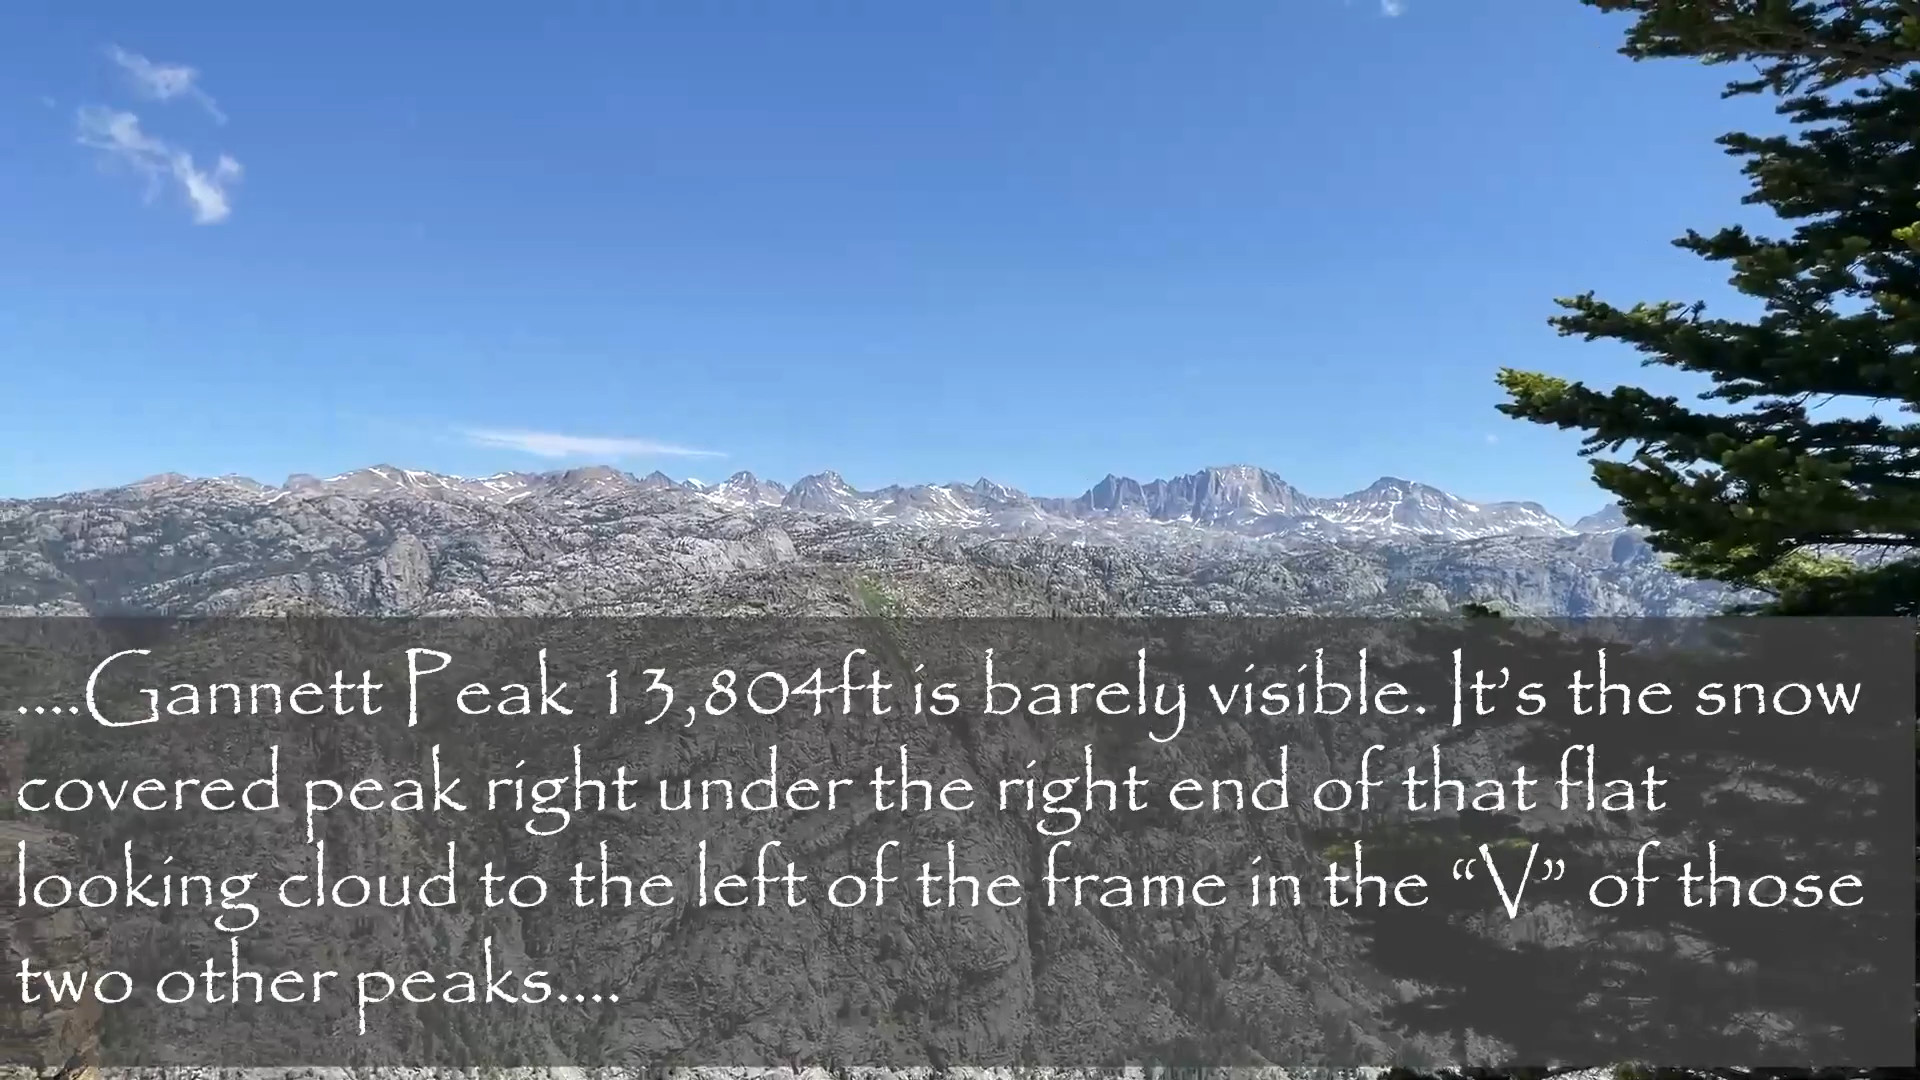 ....Gannett Peak 13,804ft is barely visible. It’s the snow
covered peak right under the right end of that flat
looking cloud to the left of the frame in the “V” of those
two other peaks....